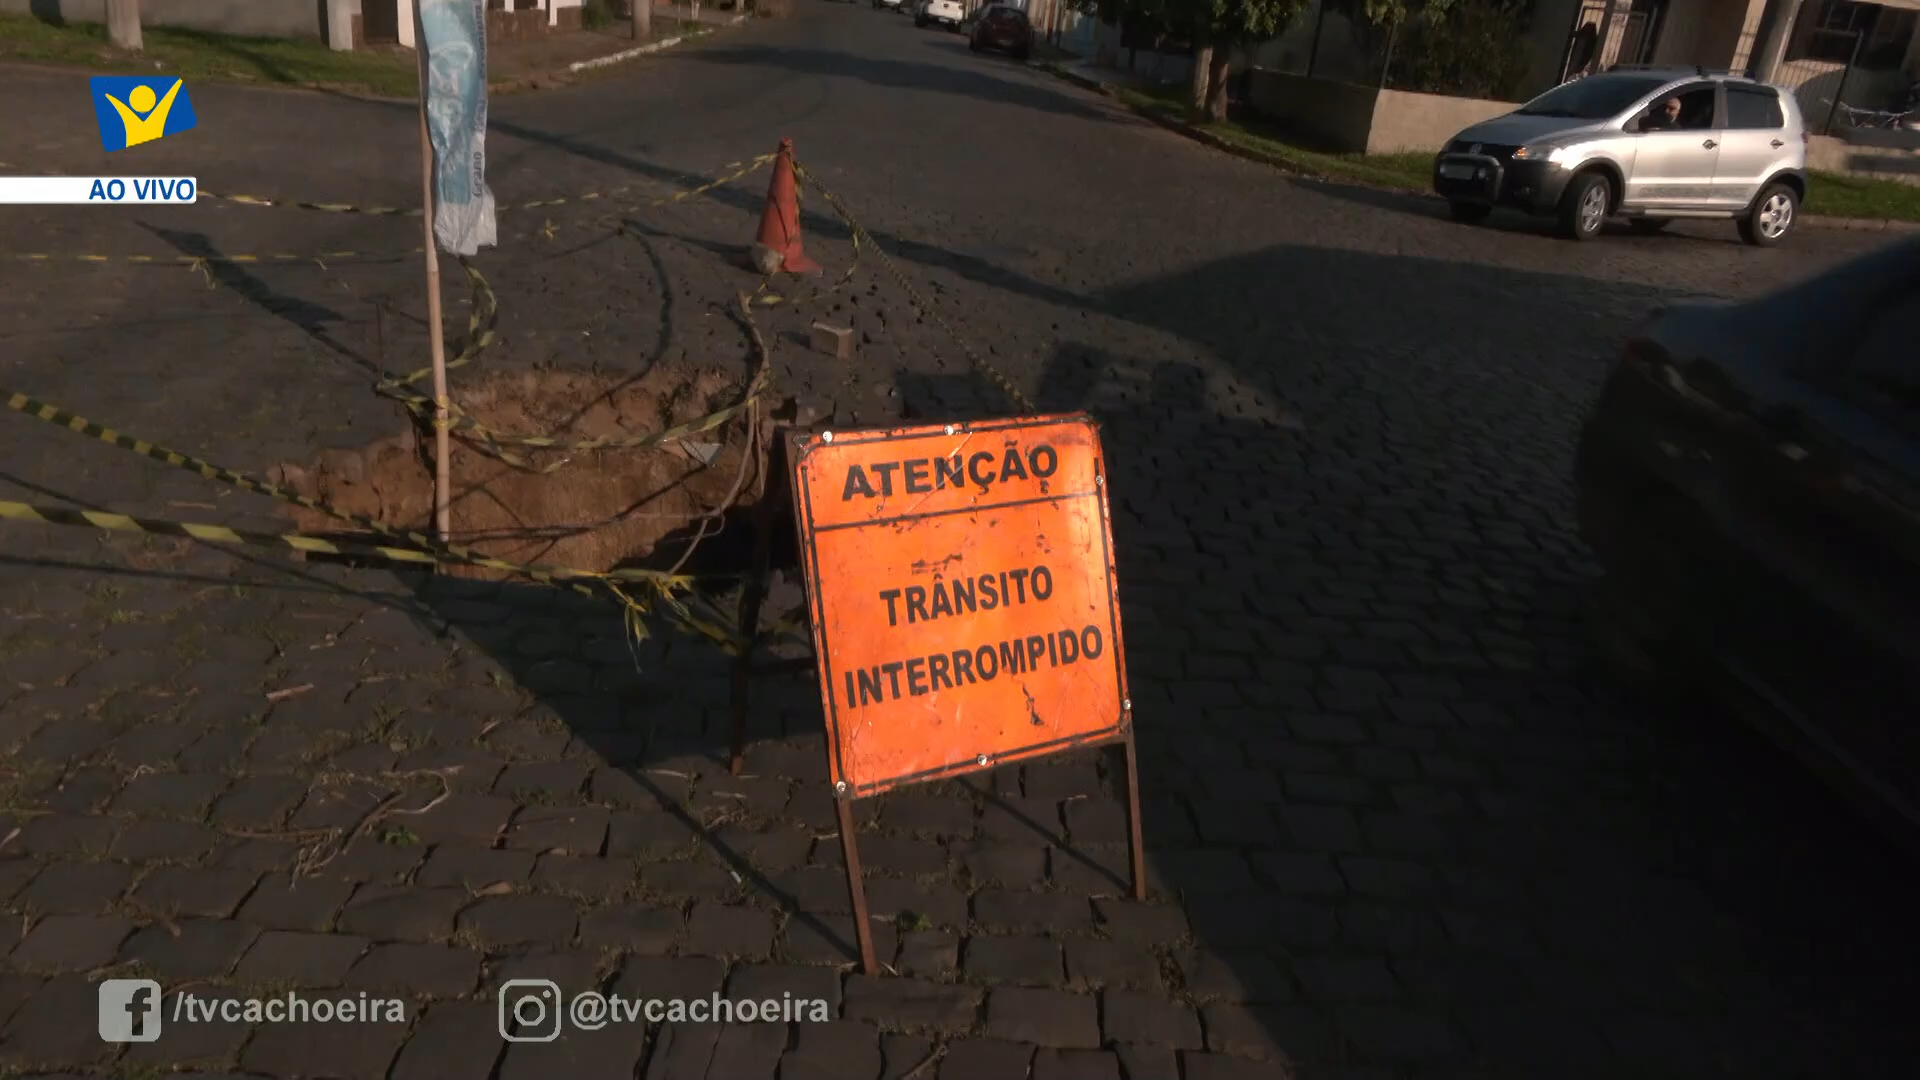 AO VIVO
ATENÇÃO
TRÂNSITO
INTERROMPIDO
/tvcachoeira
@tvcachoeira